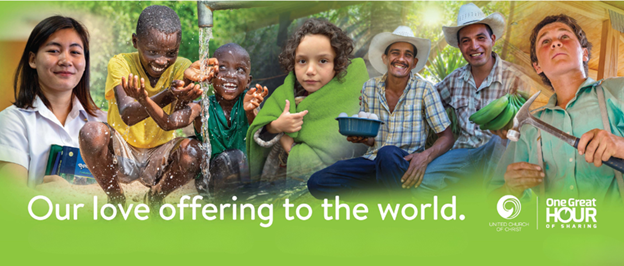 Our love offering to the world.
UNITED CHURCH
OF CHRIST
One Great
HOUR
OF SHARING